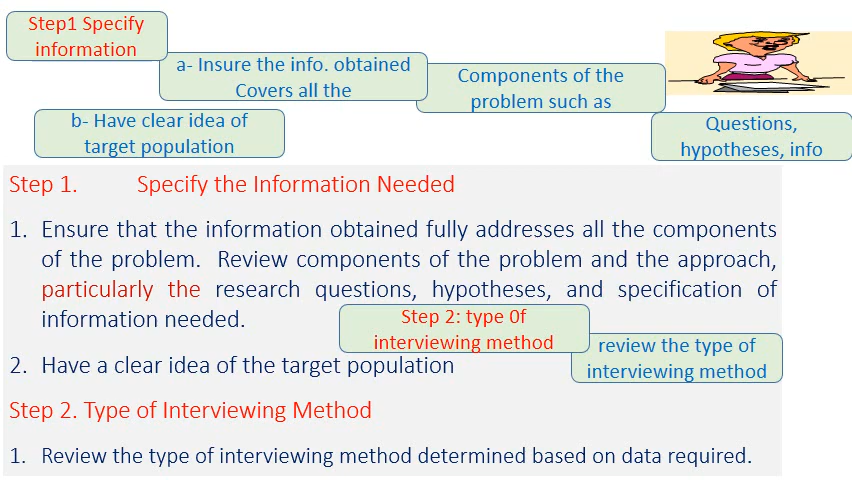 Step1 Specify
information
a- Insure the info. obtained
Covers all the
Components of the
problem such as
b- Have clear idea of
target population
Questions,
hypotheses, info
Step 1. Specify the Information Needed
1. Ensure that the information obtained fully addresses all the components
of the problem. Review components of the problem and the approach,
particularly the research questions, hypotheses, and specification of
information needed.
Step 2: type 0f
interviewing method
review the type of
interviewing method
2. Have a clear idea of the target population
Step 2. Type of Interviewing Method
1. Review the type of interviewing method determined based on data required.